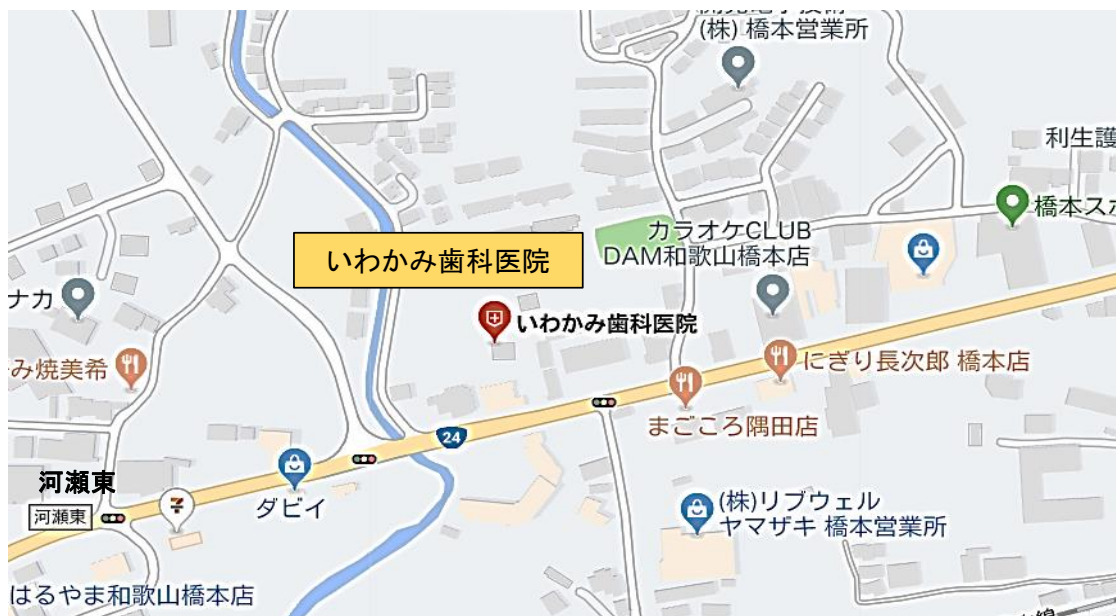 (株) 橋本営業所
利生護
橋本ス
カラオケCLUB
DAM和歌山橋本店
いわかみ歯科医院
ナカ
いわかみ歯科医院
み焼美希
にぎり長次郎 橋本店
まごころ隅田店
24
河瀬東
河瀬東
ダビイ
(株)リブウェル
ヤマザキ 橋本営業所
はるやま和歌山橋本店